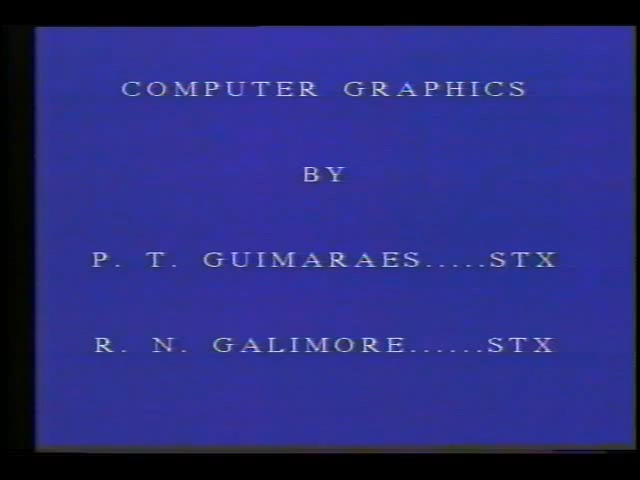 COMPUTER GRAPHICS
BY
P. T. GUIMARAES.....STX
R. N. GALIMORE......STX